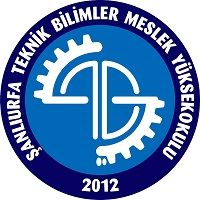 ŞANLIURFA TEKNİK BİLİMLER MESLEK YÜKSEKOKULU
2012